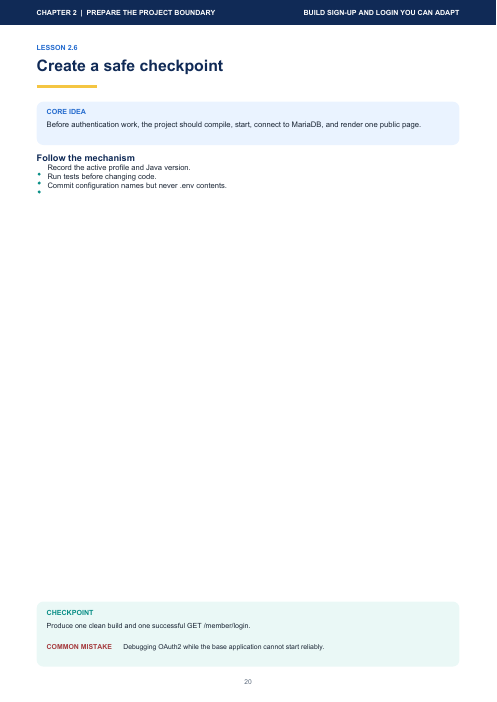 CHAPTER 2 | PREPARE THE PROJECT BOUNDARY
BUILD SIGN-UP AND LOGIN YOU CAN ADAPT
LESSON 2.6
Create a safe checkpoint
CORE IDEA
Before authentication work, the project should compile, start, connect to MariaDB, and render one public page.
Follow the mechanism
Record the active profile and Java version.
Run tests before changing code.
Commit configuration names but never .env contents.
CHECKPOINT
Produce one clean build and one successful GET /member/login.
COMMON MISTAKE Debugging OAuth2 while the base application cannot start reliably.
20